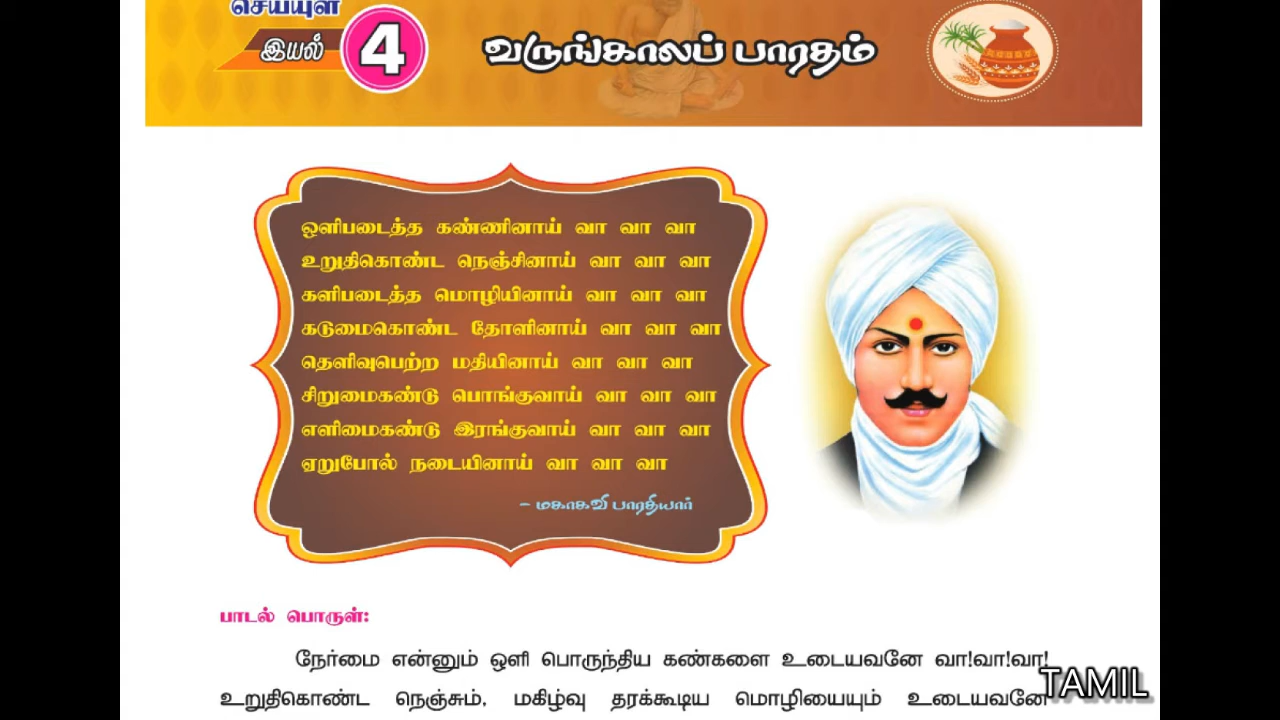 செய்யுள்
இயல் 4
வருங்காலப் பாரதம்
ஒளிபடைத்த கண்ணினாய் வா வா வா
உறுதிகொண்ட நெஞ்சினாய் வா வா வா
களிபடைத்த மொழியினாய் வா வா வா
கடுமைகொண்ட தோளினாய் வா வா வா
தெளிவுபெற்ற மதியினாய் வா வா வா
சிறுமைகண்டு பொங்குவாய் வா வா வா
எளிமைகண்டு இரங்குவாய் வா வா வா
ஏறுபோல் நடையினாய் வா வா வா
– மகாகவி பாரதியார்
பாடல் பொருள்:
நேர்மை என்னும் ஒளி பொருந்திய கண்களை உடையவனே வா!வா!வா!
உறுதிகொண்ட நெஞ்சும், மகிழ்வு தரக்கூடிய மொழியையும் உடையவனே
TAMIL